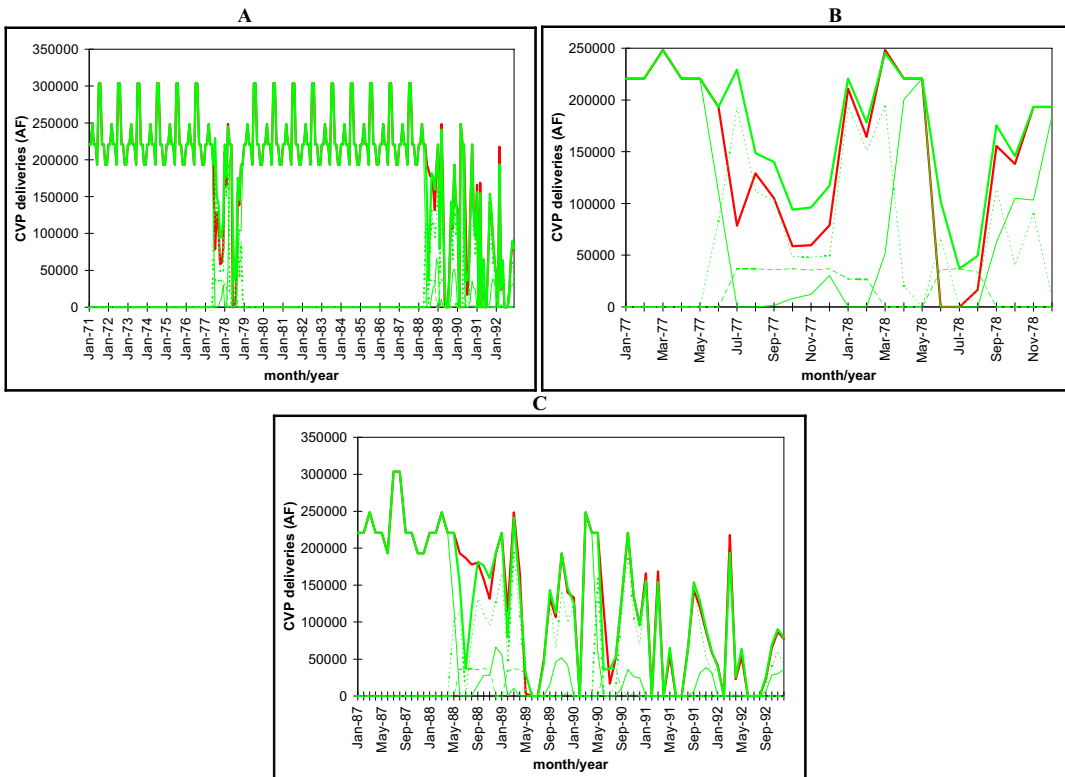 A
CVP deliveries (AF)
350000
300000
250000
200000
150000
100000
50000
0
Jan-71
Jan-72
Jan-73
Jan-74
Jan-75
Jan-76
Jan-77
Jan-78
Jan-79
Jan-80
Jan-81
Jan-82
Jan-83
Jan-84
Jan-85
Jan-86
Jan-87
Jan-88
Jan-89
Jan-90
Jan-91
Jan-92
month/year
B
CVP deliveries (AF)
250000
200000
150000
100000
50000
0
Jan-77
Mar-77
May-77
Jul-77
Sep-77
Nov-77
Jan-78
Mar-78
May-78
Jul-78
Sep-78
Nov-78
month/year
C
CVP deliveries (AF)
350000
300000
250000
200000
150000
100000
50000
0
Jan-87
May-87
Sep-87
Jan-88
May-88
Sep-88
Jan-89
May-89
Sep-89
Jan-90
May-90
Sep-90
Jan-91
May-91
Sep-91
Jan-92
May-92
Sep-92
month/year